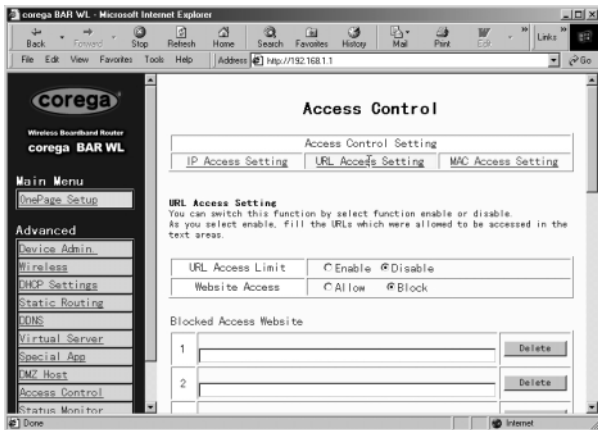 corega BAR WL - Microsoft Internet Explorer
Back Forward Stop Refresh Home Search Favorites History Mail Print Edit » Links »
File Edit View Favorites Tools Help Address http://192.168.1.1 Go
corega
Wireless Boardband Router
corega BAR WL
Main Menu
OnePage Setup
Advanced
Device Admin.
Wireless
DHCP Settings
Static Routing
DDNS
Virtual Server
Special App
DMZ Host
Access Control
Status Monitor
Access Control
Access Control Setting
IP Access Setting URL Access Setting MAC Access Setting
URL Access Setting
You can switch this function by select function enable or disable.
As you select enable, fill the URLs which were allowed to be accessed in the
text areas.
URL Access Limit Enable Disable
Website Access Allow Block
Blocked Access Website
1 Delete
2 Delete
Done Internet